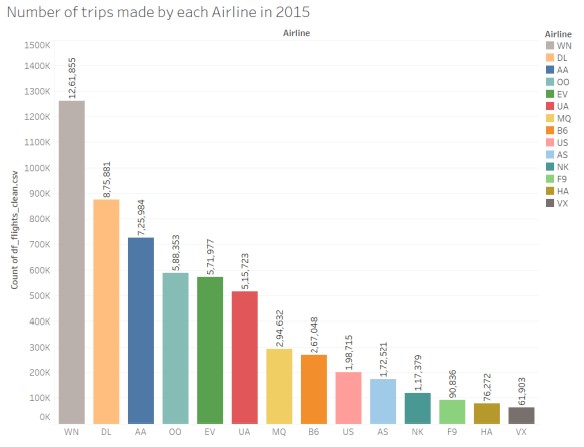 Number of trips made by each Airline in 2015
Airline
Count of df_flights_clean.csv
1500K
1400K
1300K
1200K
1100K
1000K
900K
800K
700K
600K
500K
400K
300K
200K
100K
0K
12,61,855
8,75,881
7,25,984
5,88,353
5,71,977
5,15,723
2,94,632
2,67,048
1,98,715
1,72,521
1,17,379
90,836
76,272
61,903
WN
DL
AA
OO
EV
UA
MQ
B6
US
AS
NK
F9
HA
VX
Airline
WN
DL
AA
OO
EV
UA
MQ
B6
US
AS
NK
F9
HA
VX